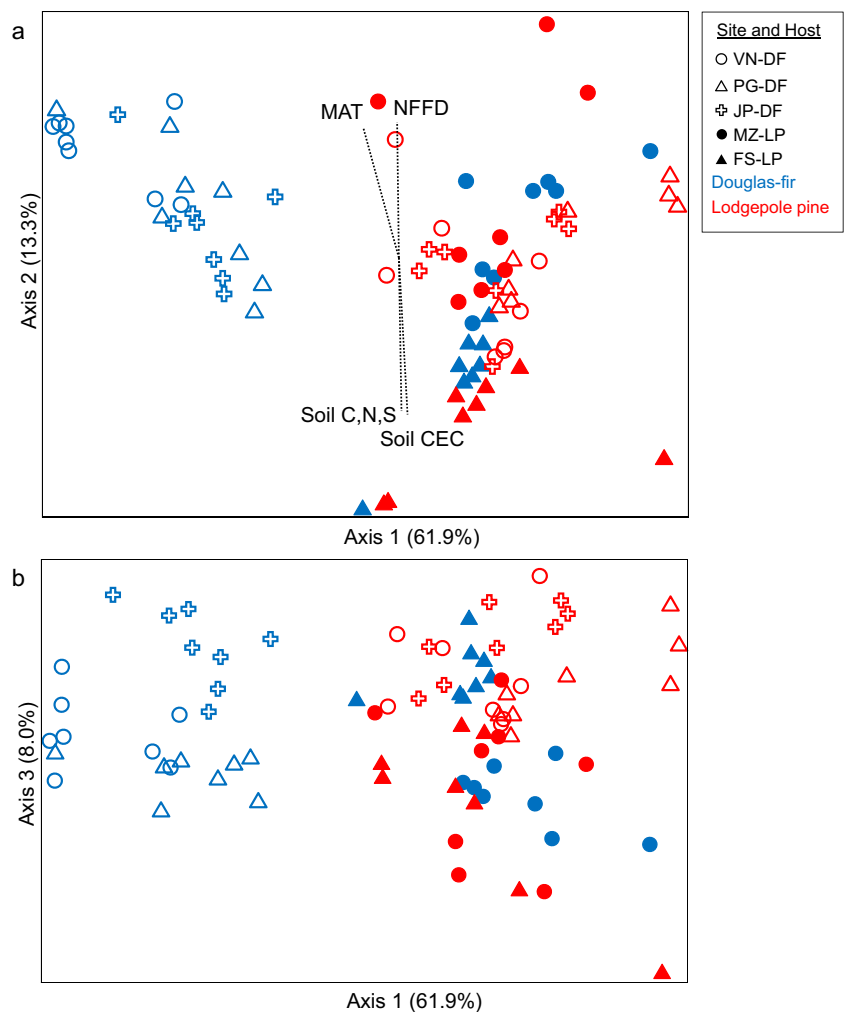 a
MAT
NFFD
Soil C,N,S
Soil CEC
Axis 2 (13.3%)
Axis 1 (61.9%)
Site and Host
VN-DF
PG-DF
JP-DF
MZ-LP
FS-LP
Douglas-fir
Lodgepole pine
b
Axis 3 (8.0%)
Axis 1 (61.9%)